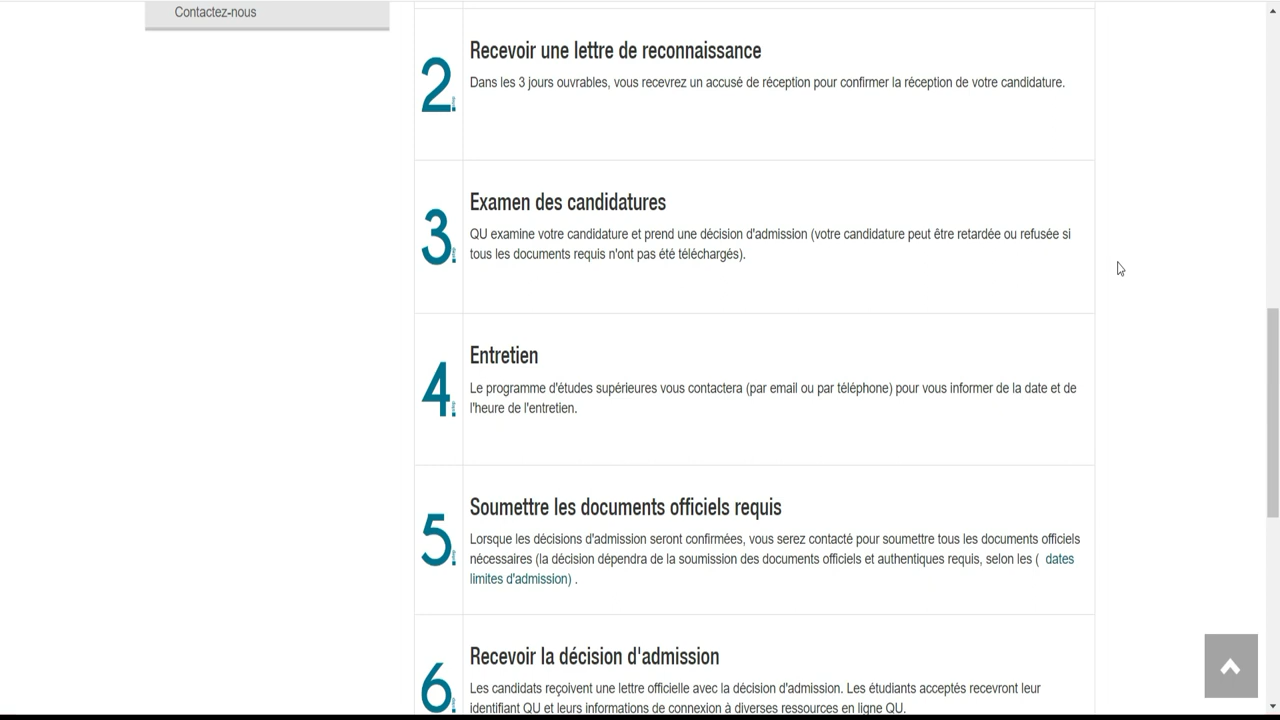 Contactez-nous
2
Recevoir une lettre de reconnaissance
Dans les 3 jours ouvrables, vous recevrez un accusé de réception pour confirmer la réception de votre candidature.
3
Examen des candidatures
QU examine votre candidature et prend une décision d'admission (votre candidature peut être retardée ou refusée si
tous les documents requis n'ont pas été téléchargés).
4
Entretien
Le programme d'études supérieures vous contactera (par email ou par téléphone) pour vous informer de la date et de
l'heure de l'entretien.
5
Soumettre les documents officiels requis
Lorsque les décisions d'admission seront confirmées, vous serez contacté pour soumettre tous les documents officiels
nécessaires (la décision dépendra de la soumission des documents officiels et authentiques requis, selon les ( dates
limites d'admission) .
6
Recevoir la décision d'admission
Les candidats reçoivent une lettre officielle avec la décision d'admission. Les étudiants acceptés recevront leur
identifiant QU et leurs informations de connexion à diverses ressources en ligne QU.